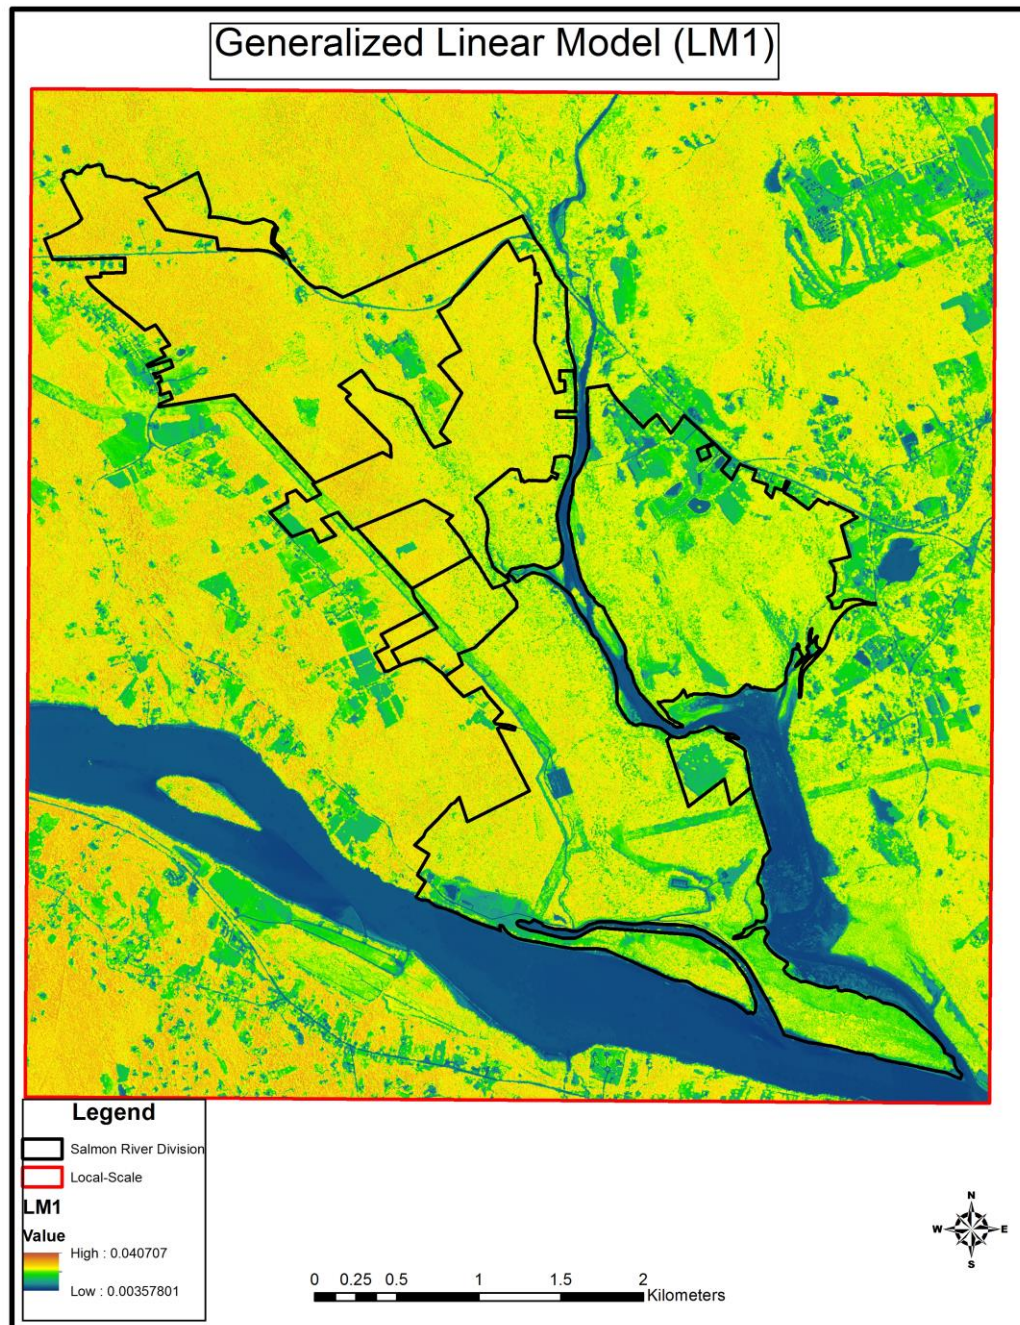 Generalized Linear Model (LM1)
Legend
Salmon River Division
Local-Scale
LM1
Value
High : 0.040707
Low : 0.00357801
0 0.25 0.5 1 1.5 2
Kilometers
N
W E
S